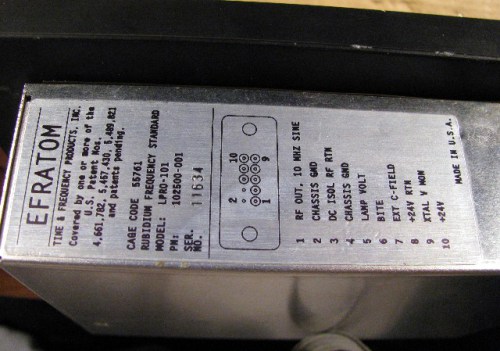 EFRATOM
TIME & FREQUENCY PRODUCTS, INC.
Covered by one or more of the
U.S. Patent Nos.
4,661,782, 5,457,430, 5,489,821
and patents pending.
CAGE CODE 55761
RUBIDIUM FREQUENCY STANDARD
MODEL: LPRO-101
PN: 102500-001
SER. NO. 11634
10 9
2 1
1 RF OUT, 10 MHZ SINE
2 CHASSIS GND
3 DC ISOL RF RTN
4 CHASSIS GND
5 LAMP VOLT
6 BITE
7 EXT C-FIELD
8 +24V RTN
9 XTAL V MON
10 +24V
MADE IN U.S.A.